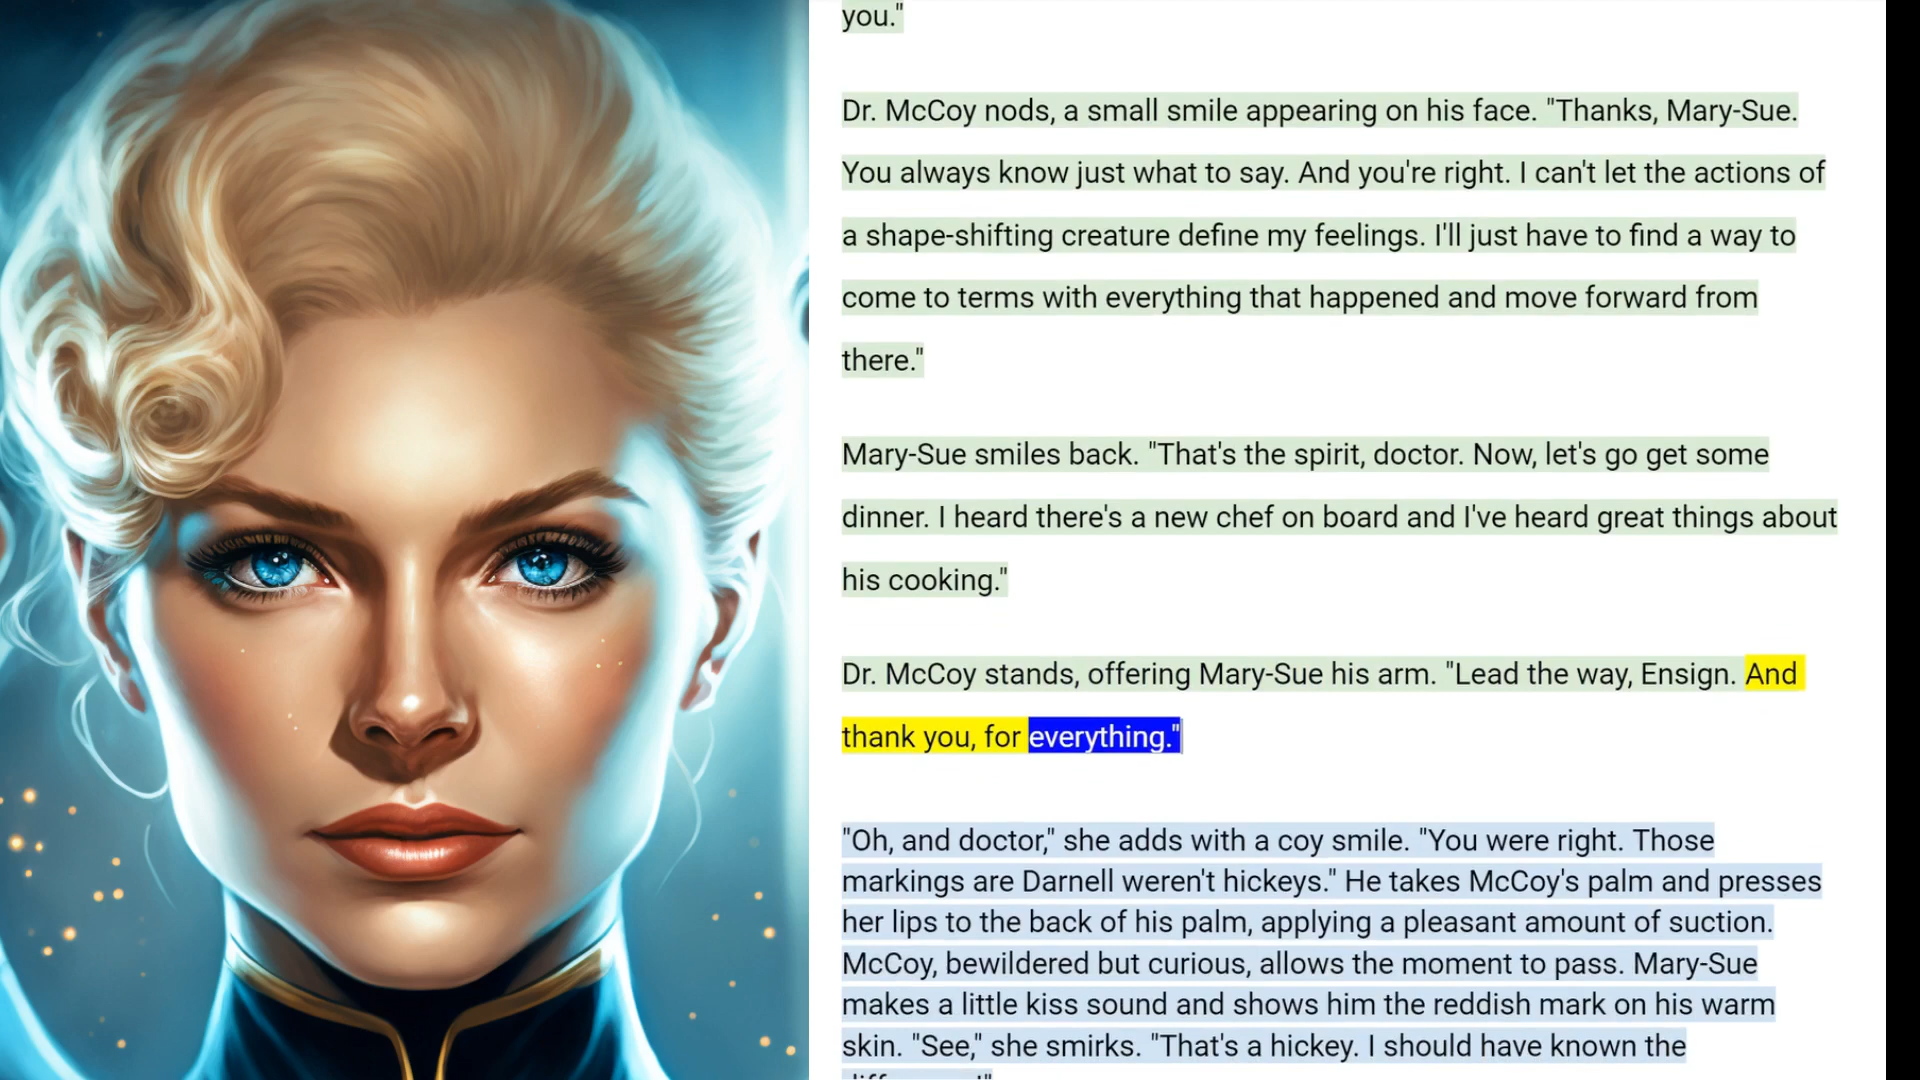 you."
Dr. McCoy nods, a small smile appearing on his face. "Thanks, Mary-Sue.
You always know just what to say. And you're right. I can't let the actions of
a shape-shifting creature define my feelings. I'll just have to find a way to
come to terms with everything that happened and move forward from
there."
Mary-Sue smiles back. "That's the spirit, doctor. Now, let's go get some
dinner. I heard there's a new chef on board and I've heard great things about
his cooking."
Dr. McCoy stands, offering Mary-Sue his arm. "Lead the way, Ensign. And
thank you, for everything."
"Oh, and doctor," she adds with a coy smile. "You were right. Those
markings are Darnell weren't hickeys." He takes McCoy's palm and presses
her lips to the back of his palm, applying a pleasant amount of suction.
McCoy, bewildered but curious, allows the moment to pass. Mary-Sue
makes a little kiss sound and shows him the reddish mark on his warm
skin. "See," she smirks. "That's a hickey. I should have known the